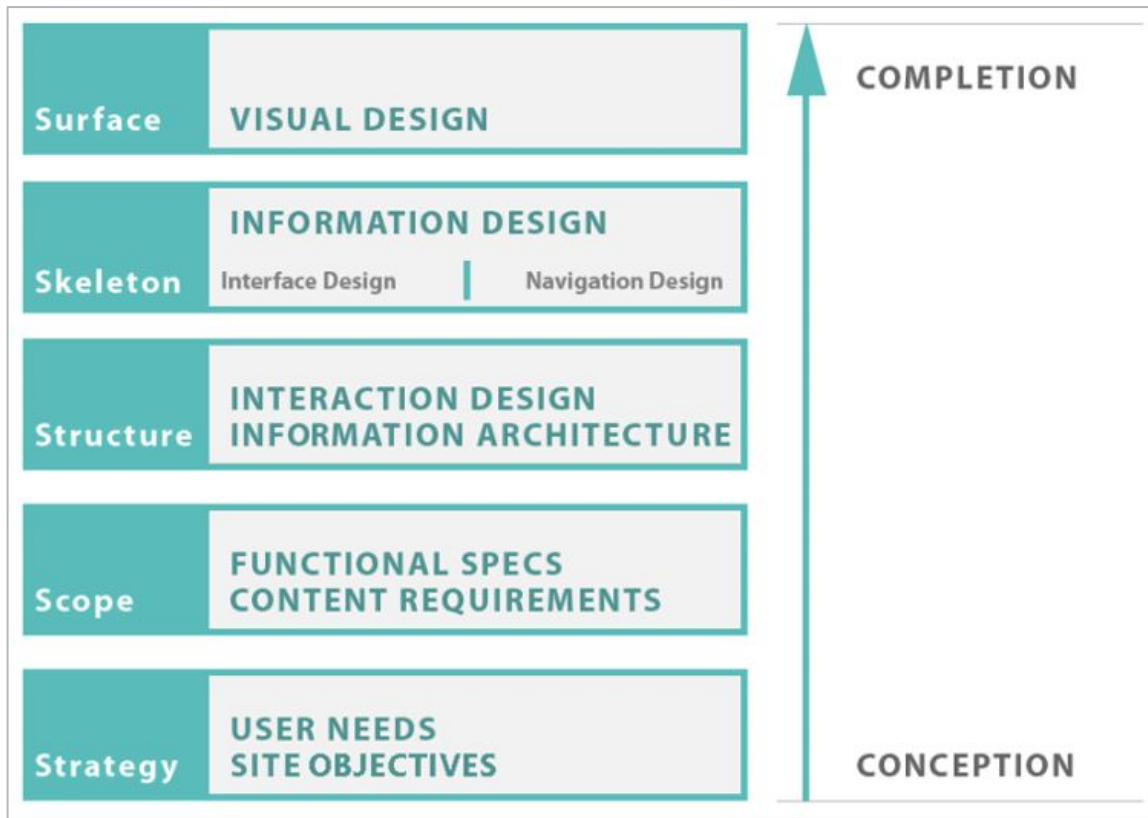 COMPLETION
Surface VISUAL DESIGN
INFORMATION DESIGN
Skeleton Interface Design Navigation Design
INTERACTION DESIGN
Structure INFORMATION ARCHITECTURE
FUNCTIONAL SPECS
Scope CONTENT REQUIREMENTS
USER NEEDS
Strategy SITE OBJECTIVES
CONCEPTION